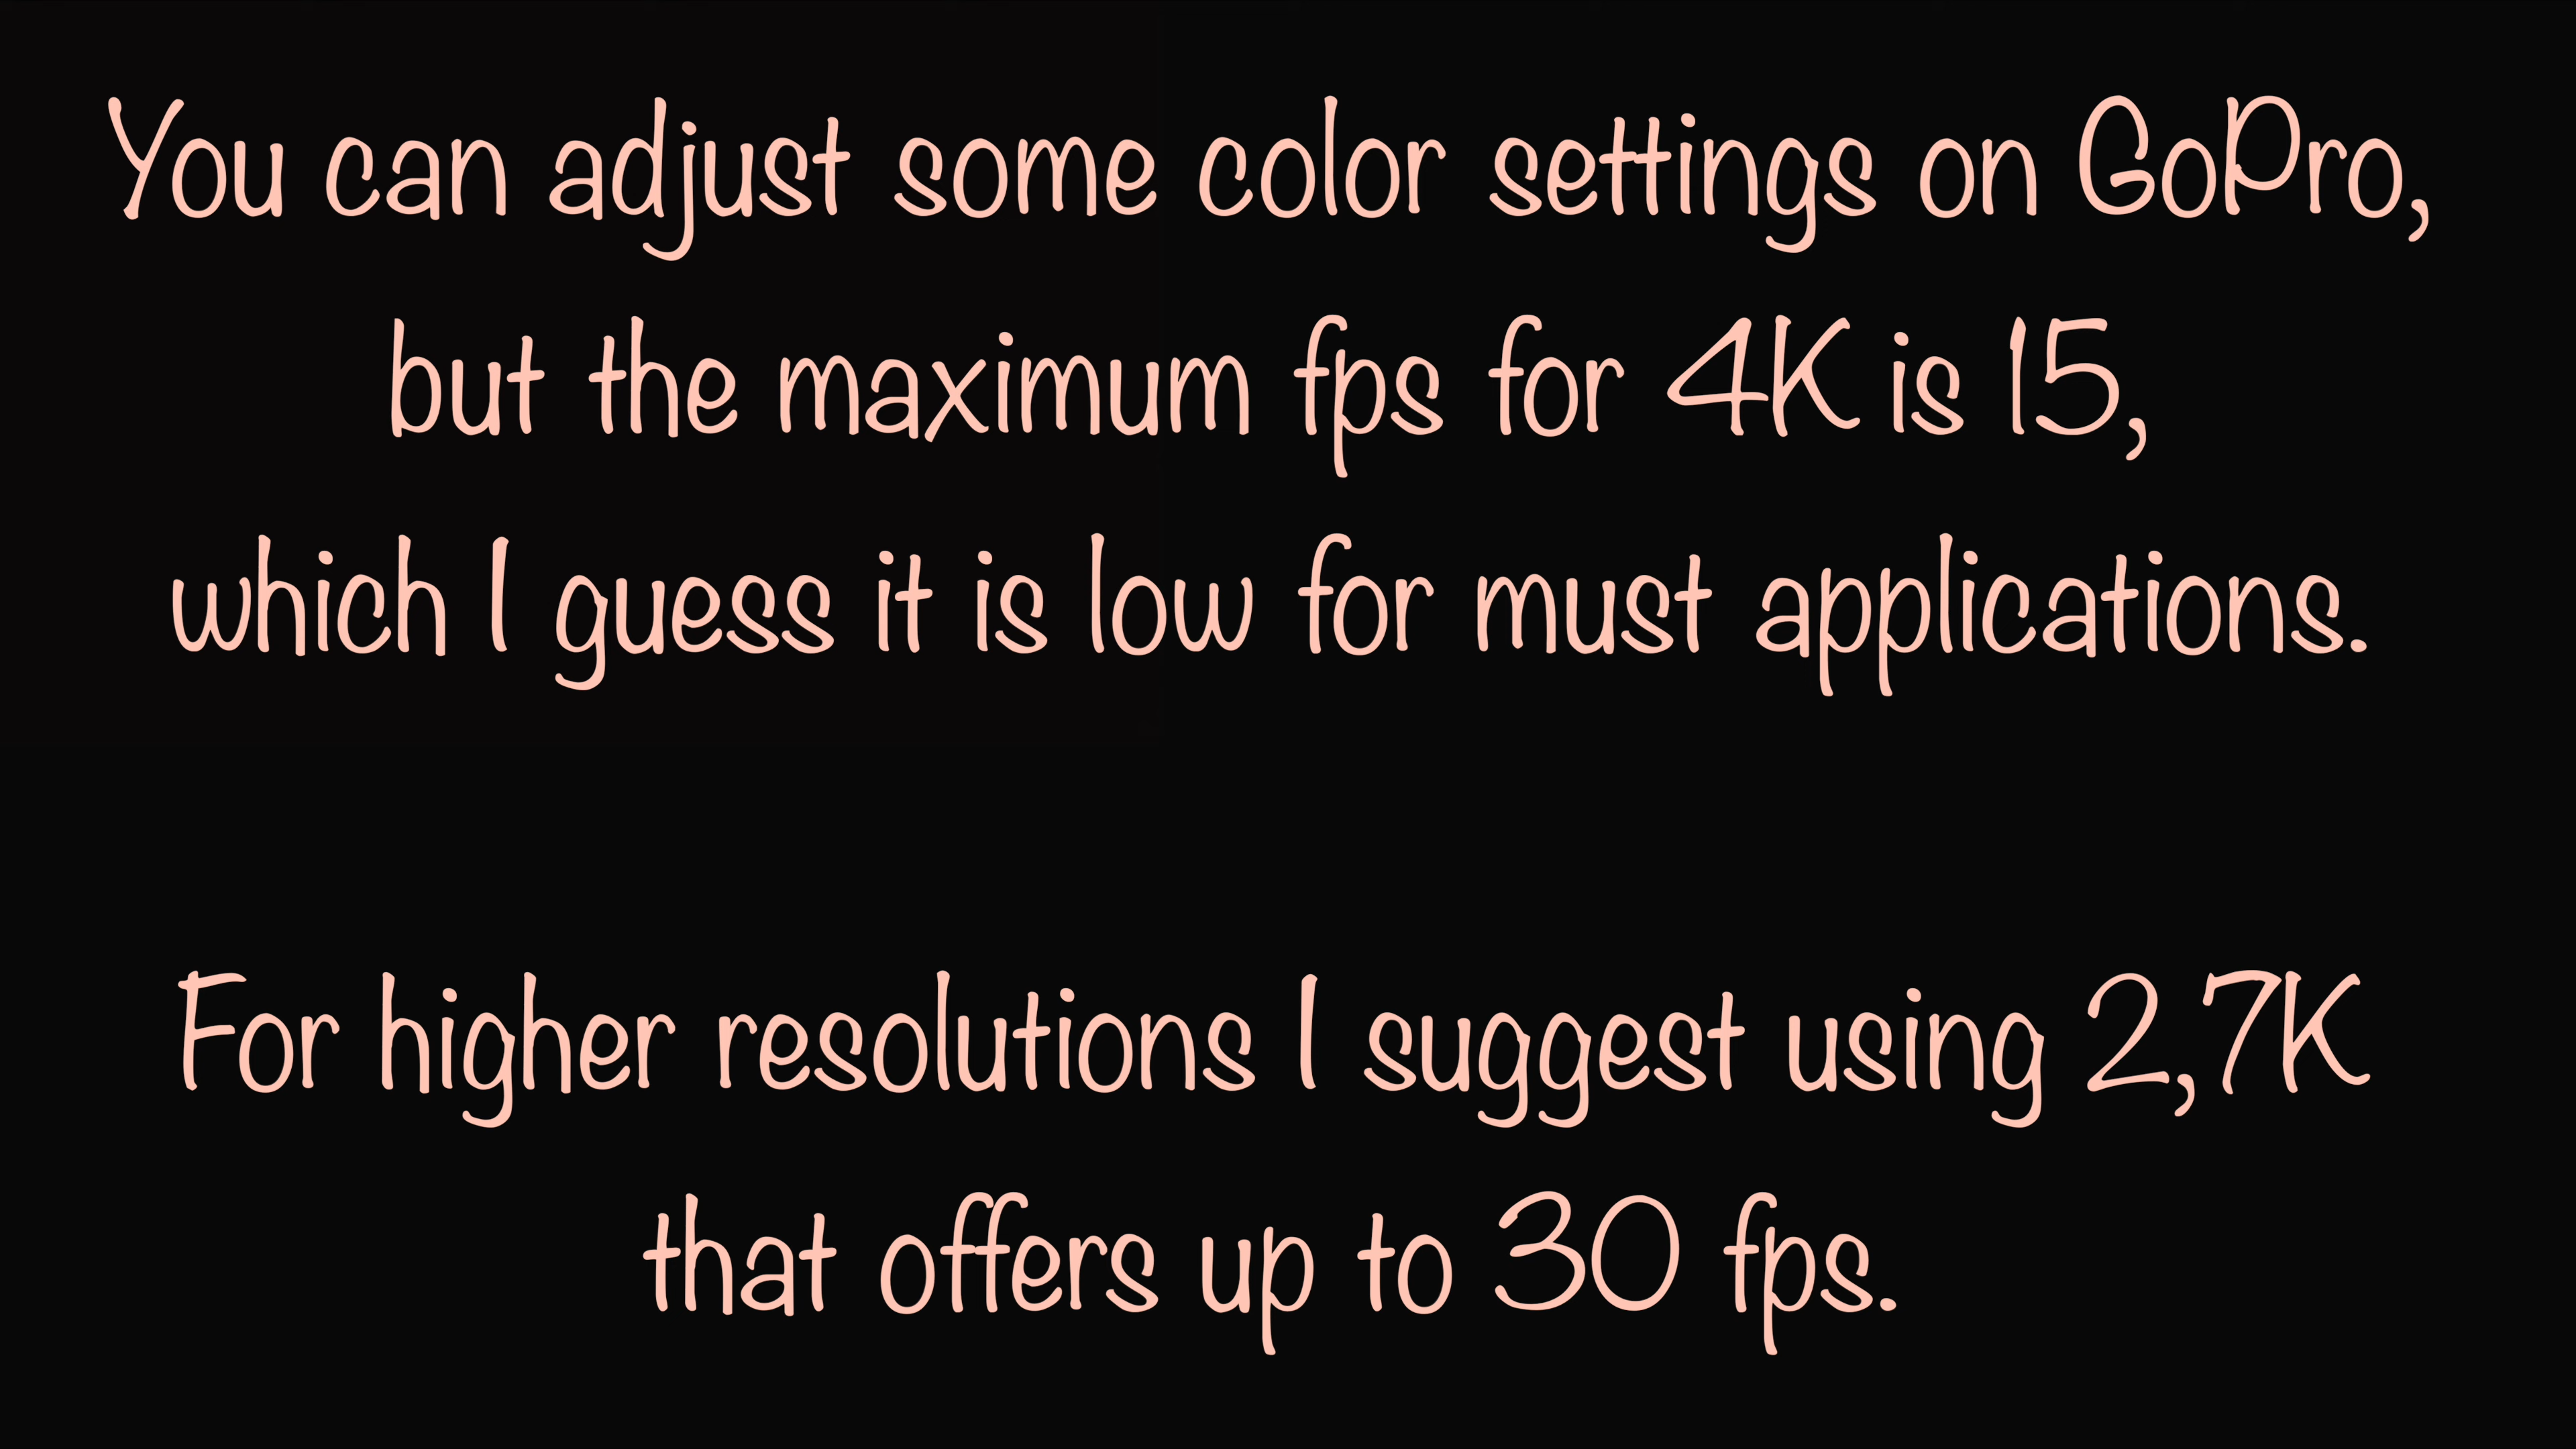 You can adjust some color settings on GoPro,
but the maximum fps for 4K is 15,
which I guess it is low for must applications.
For higher resolutions I suggest using 2,7K
that offers up to 30 fps.